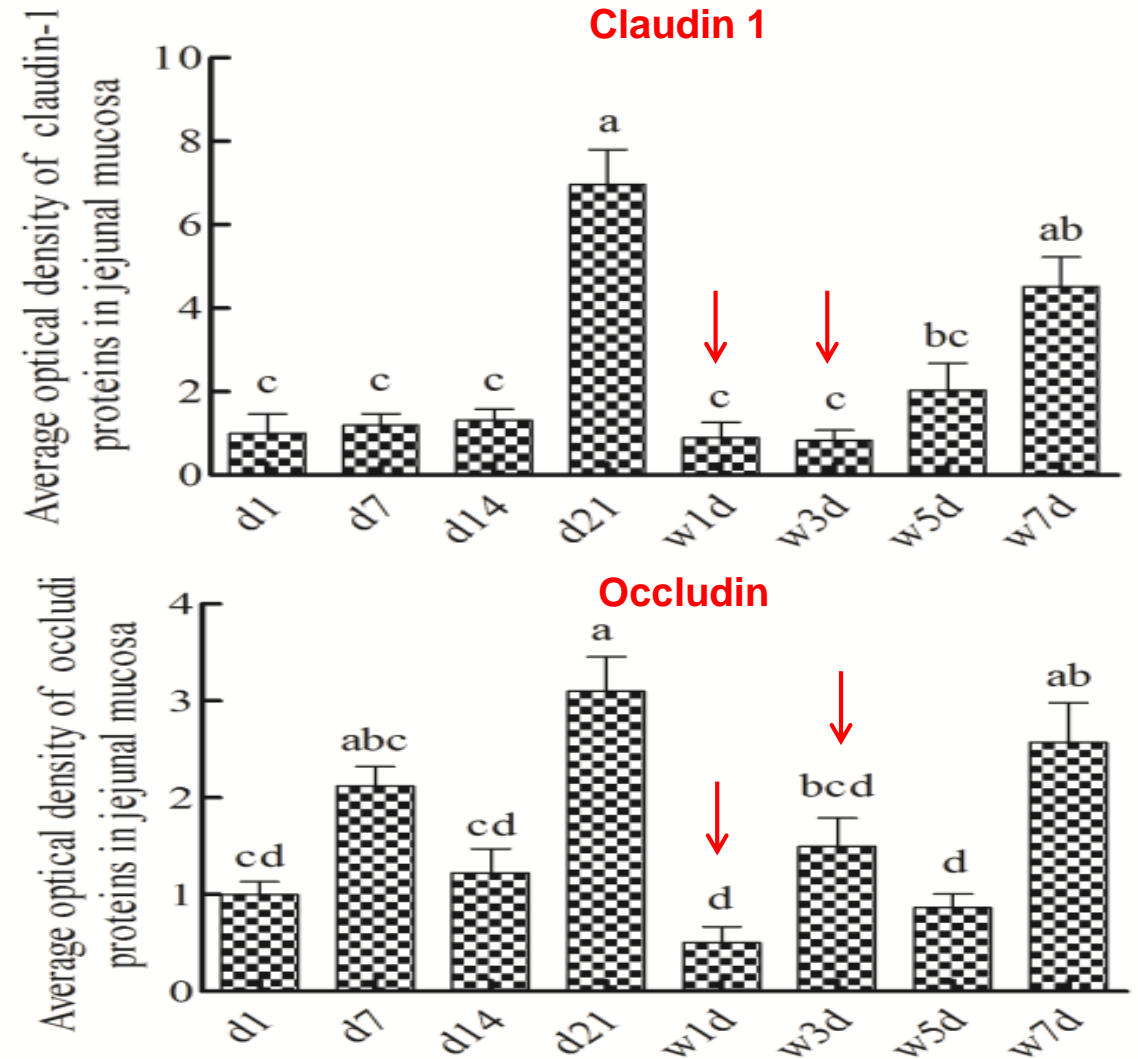 Claudin 1
Average optical density of claudin-1
proteins in jejunal mucosa
10
8
6
4
2
0
c
c
c
a
c
c
bc
ab
d1
d7
d14
d21
w1d
w3d
w5d
w7d
Occludin
Average optical density of occludi
proteins in jejunal mucosa
4
3
2
1
0
cd
abc
cd
a
d
bcd
d
ab
d1
d7
d14
d21
w1d
w3d
w5d
w7d